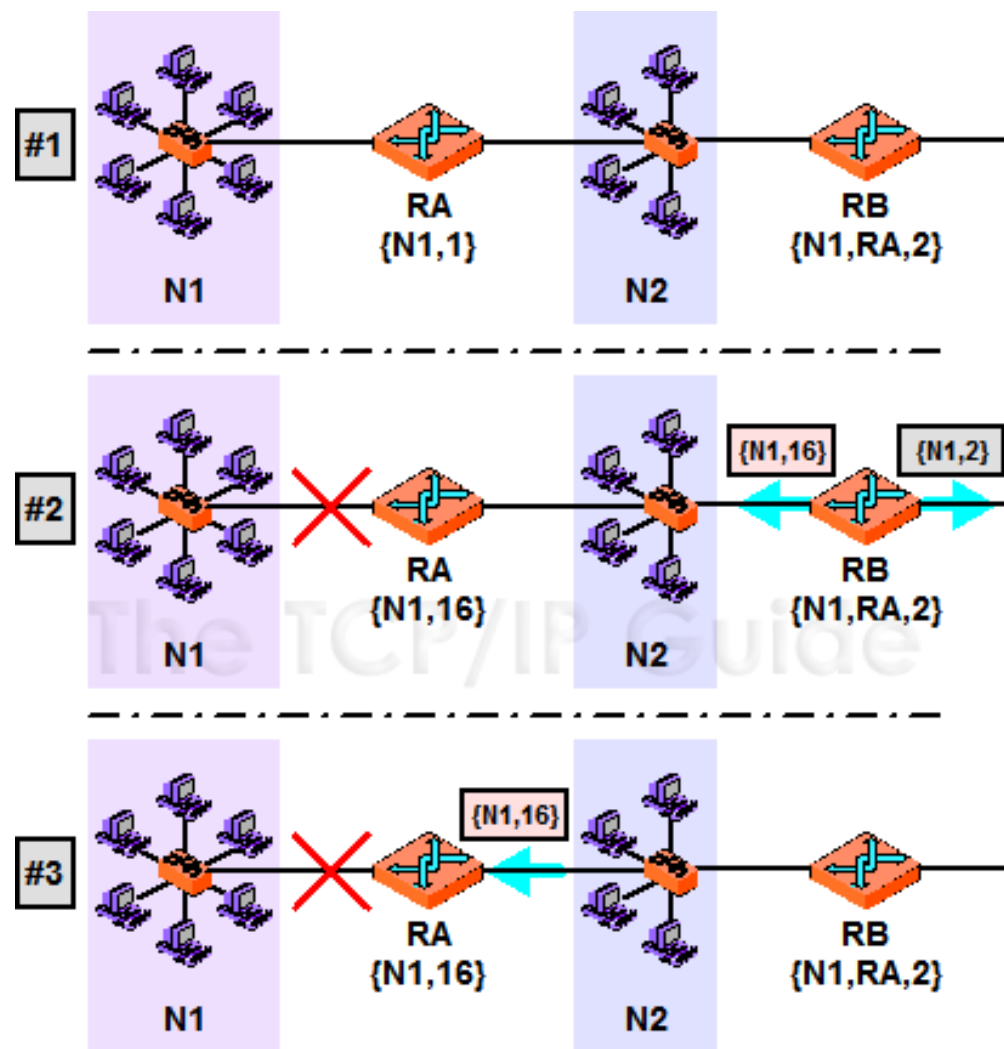 #1
RA
{N1,1}
RB
{N1,RA,2}
N1
N2
{N1,16}
{N1,2}
#2
RA
{N1,16}
RB
{N1,RA,2}
The TCP/IP Guide
N1
N2
{N1,16}
#3
RA
{N1,16}
RB
{N1,RA,2}
N1
N2